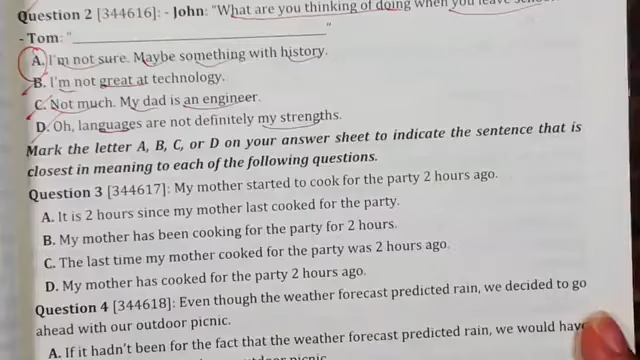 Question 2 [344616]: - John: "What are you thinking of doing when you leave
- Tom: "______________________________"
A. I'm not sure. Maybe something with history.
B. I'm not great at technology.
C. Not much. My dad is an engineer.
D. Oh, languages are not definitely my strengths.
Mark the letter A, B, C, or D on your answer sheet to indicate the sentence that is
closest in meaning to each of the following questions.
Question 3 [344617]: My mother started to cook for the party 2 hours ago.
A. It is 2 hours since my mother last cooked for the party.
B. My mother has been cooking for the party for 2 hours.
C. The last time my mother cooked for the party was 2 hours ago.
D. My mother has cooked for the party 2 hours ago.
Question 4 [344618]: Even though the weather forecast predicted rain, we decided to go
ahead with our outdoor picnic.
A. If it hadn't been for the fact that the weather forecast predicted rain, we would have
outdoor picnic.